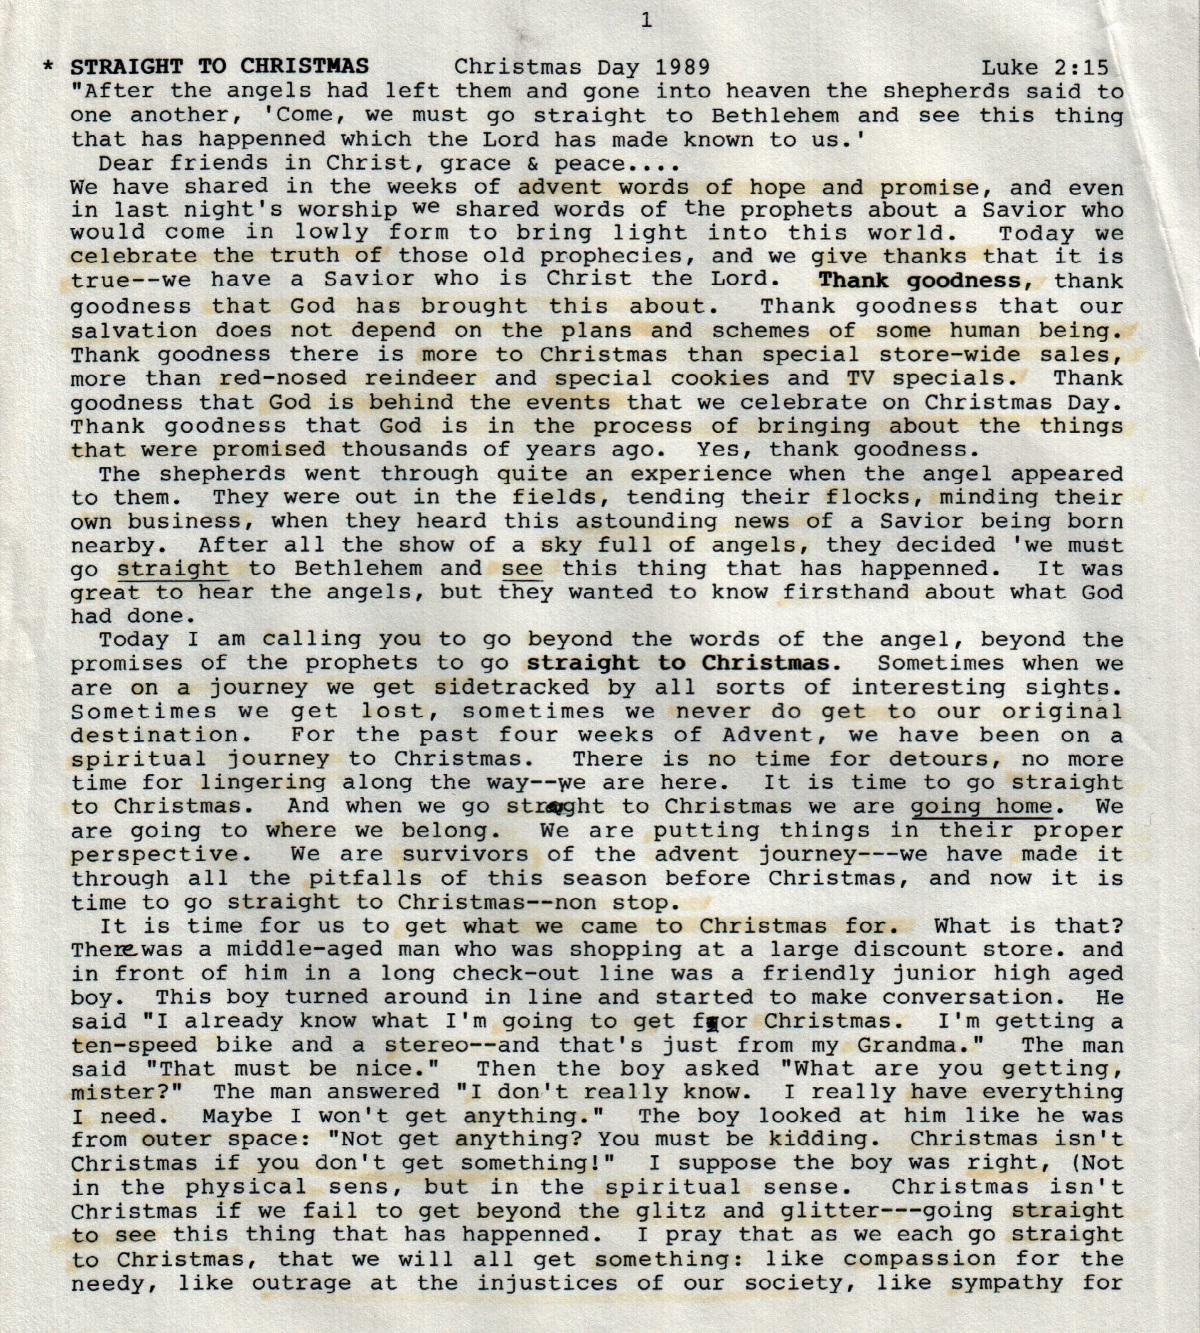 1
* STRAIGHT TO CHRISTMAS Christmas Day 1989 Luke 2:15
"After the angels had left them and gone into heaven the shepherds said to
one another, 'Come, we must go straight to Bethlehem and see this thing
that has happenned which the Lord has made known to us.'
Dear friends in Christ, grace & peace....
We have shared in the weeks of advent words of hope and promise, and even
in last night's worship we shared words of the prophets about a Savior who
would come in lowly form to bring light into this world. Today we
celebrate the truth of those old prophecies, and we give thanks that it is
true--we have a Savior who is Christ the Lord. Thank goodness, thank
goodness that God has brought this about. Thank goodness that our
salvation does not depend on the plans and schemes of some human being.
Thank goodness there is more to Christmas than special store-wide sales,
more than red-nosed reindeer and special cookies and TV specials. Thank
goodness that God is behind the events that we celebrate on Christmas Day.
Thank goodness that God is in the process of bringing about the things
that were promised thousands of years ago. Yes, thank goodness.
The shepherds went through quite an experience when the angel appeared
to them. They were out in the fields, tending their flocks, minding their
own business, when they heard this astounding news of a Savior being born
nearby. After all the show of a sky full of angels, they decided 'we must
go straight to Bethlehem and see this thing that has happenned. It was
great to hear the angels, but they wanted to know firsthand about what God
had done.
Today I am calling you to go beyond the words of the angel, beyond the
promises of the prophets to go straight to Christmas. Sometimes when we
are on a journey we get sidetracked by all sorts of interesting sights.
Sometimes we get lost, sometimes we never do get to our original
destination. For the past four weeks of Advent, we have been on a
spiritual journey to Christmas. There is no time for detours, no more
time for lingering along the way--we are here. It is time to go straight
to Christmas. And when we go straght to Christmas we are going home. We
are going to where we belong. We are putting things in their proper
perspective. We are survivors of the advent journey---we have made it
through all the pitfalls of this season before Christmas, and now it is
time to go straight to Christmas--non stop.
It is time for us to get what we came to Christmas for. What is that?
There was a middle-aged man who was shopping at a large discount store. and
in front of him in a long check-out line was a friendly junior high aged
boy. This boy turned around in line and started to make conversation. He
said "I already know what I'm going to get for Christmas. I'm getting a
ten-speed bike and a stereo--and that's just from my Grandma." The man
said "That must be nice." Then the boy asked "What are you getting,
mister?" The man answered "I don't really know. I really have everything
I need. Maybe I won't get anything." The boy looked at him like he was
from outer space: "Not get anything? You must be kidding. Christmas isn't
Christmas if you don't get something!" I suppose the boy was right, (Not
in the physical sens, but in the spiritual sense. Christmas isn't
Christmas if we fail to get beyond the glitz and glitter---going straight
to see this thing that has happenned. I pray that as we each go straight
to Christmas, that we will all get something: like compassion for the
needy, like outrage at the injustices of our society, like sympathy for